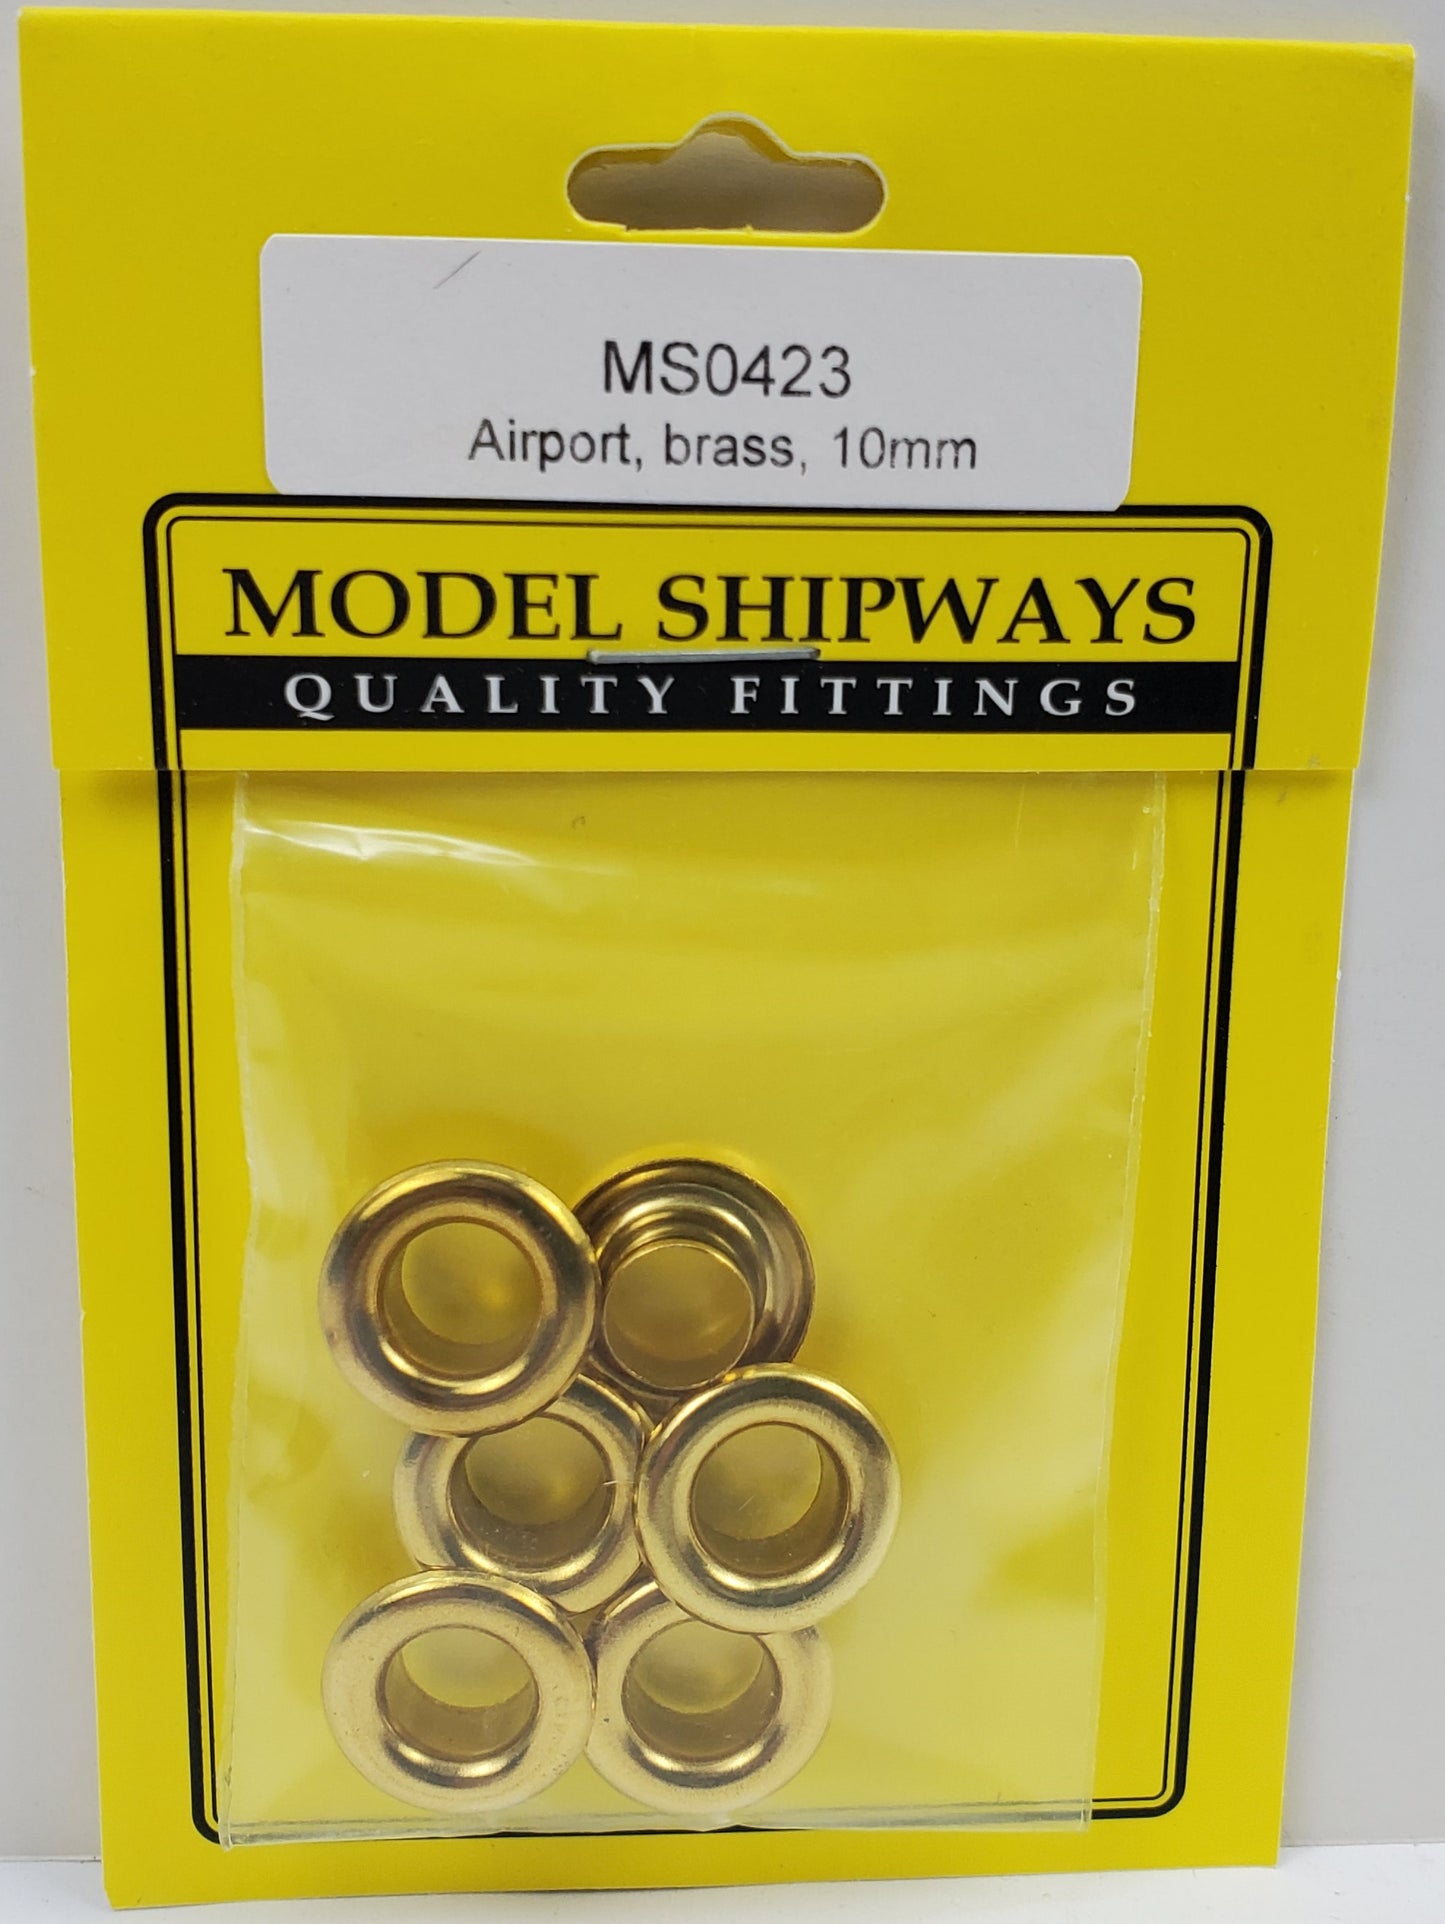 MS0423
Airport, brass, 10mm
MODEL SHIPWAYS
QUALITY FITTINGS